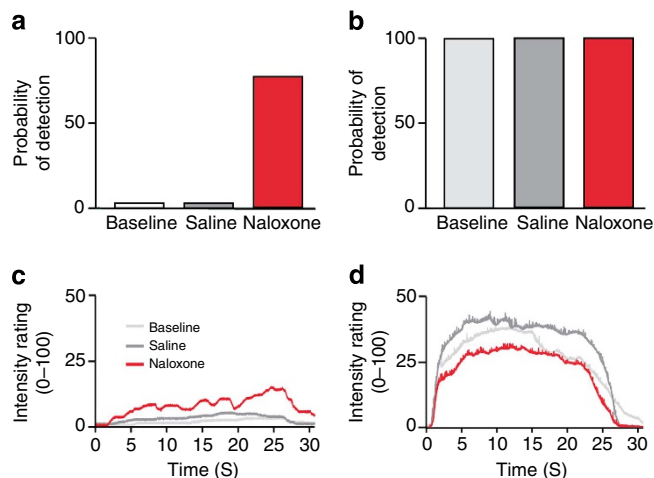 a
Probability
of detection
100
50
0
Baseline
Saline
Naloxone
b
Probability of
detection
100
50
0
Baseline
Saline
Naloxone
c
Intensity rating
(0–100)
50
25
0
Baseline
Saline
Naloxone
0 5 10 15 20 25 30
Time (S)
d
Intensity rating
(0–100)
50
25
0
0 5 10 15 20 25 30
Time (S)